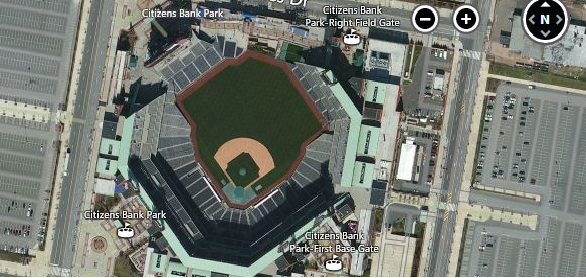 Citizens Bank Park
Citizens Bank
Park-Right Field Gate
N
Citizens Bank Park
Citizens Bank
Park-First Base Gate